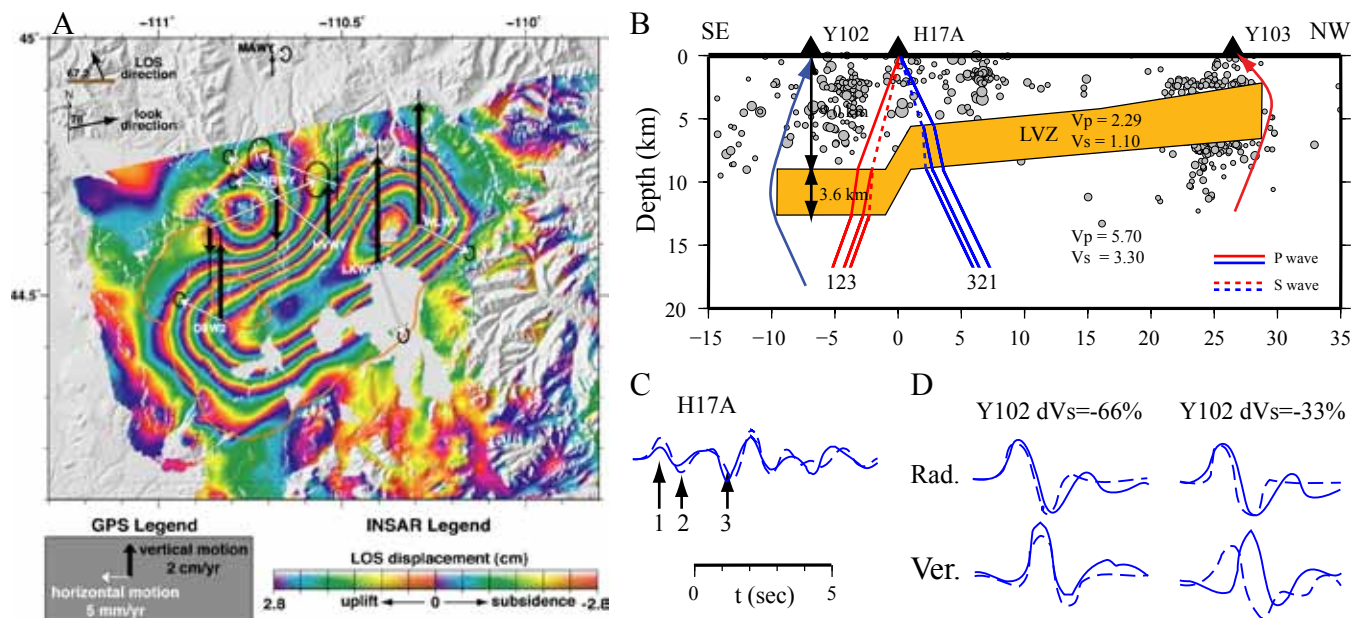 A
-111°
-110.5°
-110°
45°
44.5°
MAWY
67.2
LOS
direction
N
78
look
direction
HVWY
LKWY
WLWY
GPS Legend
vertical motion
2 cm/yr
horizontal motion
5 mm/yr
INSAR Legend
LOS displacement (cm)
2.8
uplift
0
subsidence
-2.8
B
SE
Y102
H17A
Y103
NW
Depth (km)
0
5
10
15
20
LVZ
Vp = 2.29
Vs = 1.10
3.6 km
Vp = 5.70
Vs = 3.30
123
321
P wave
S wave
-15
-10
-5
0
5
10
15
20
25
30
35
C
H17A
1
2
3
0
5
t (sec)
D
Y102 dVs=-66%
Y102 dVs=-33%
Rad.
Ver.